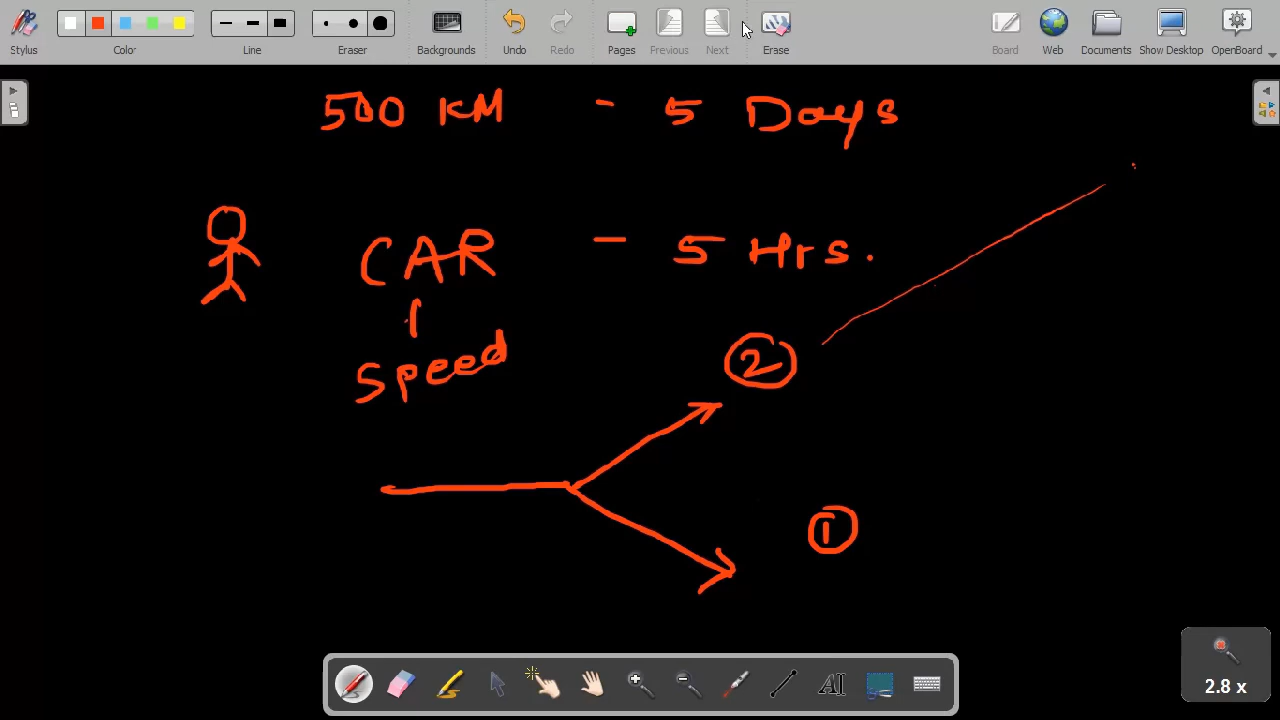 Stylus Color Line Eraser Backgrounds Undo Redo Pages Previous Next Erase Board Web Documents Show Desktop OpenBoard
500 KM - 5 Days
CAR - 5 Hrs.
Speed
2
1
2.8 x